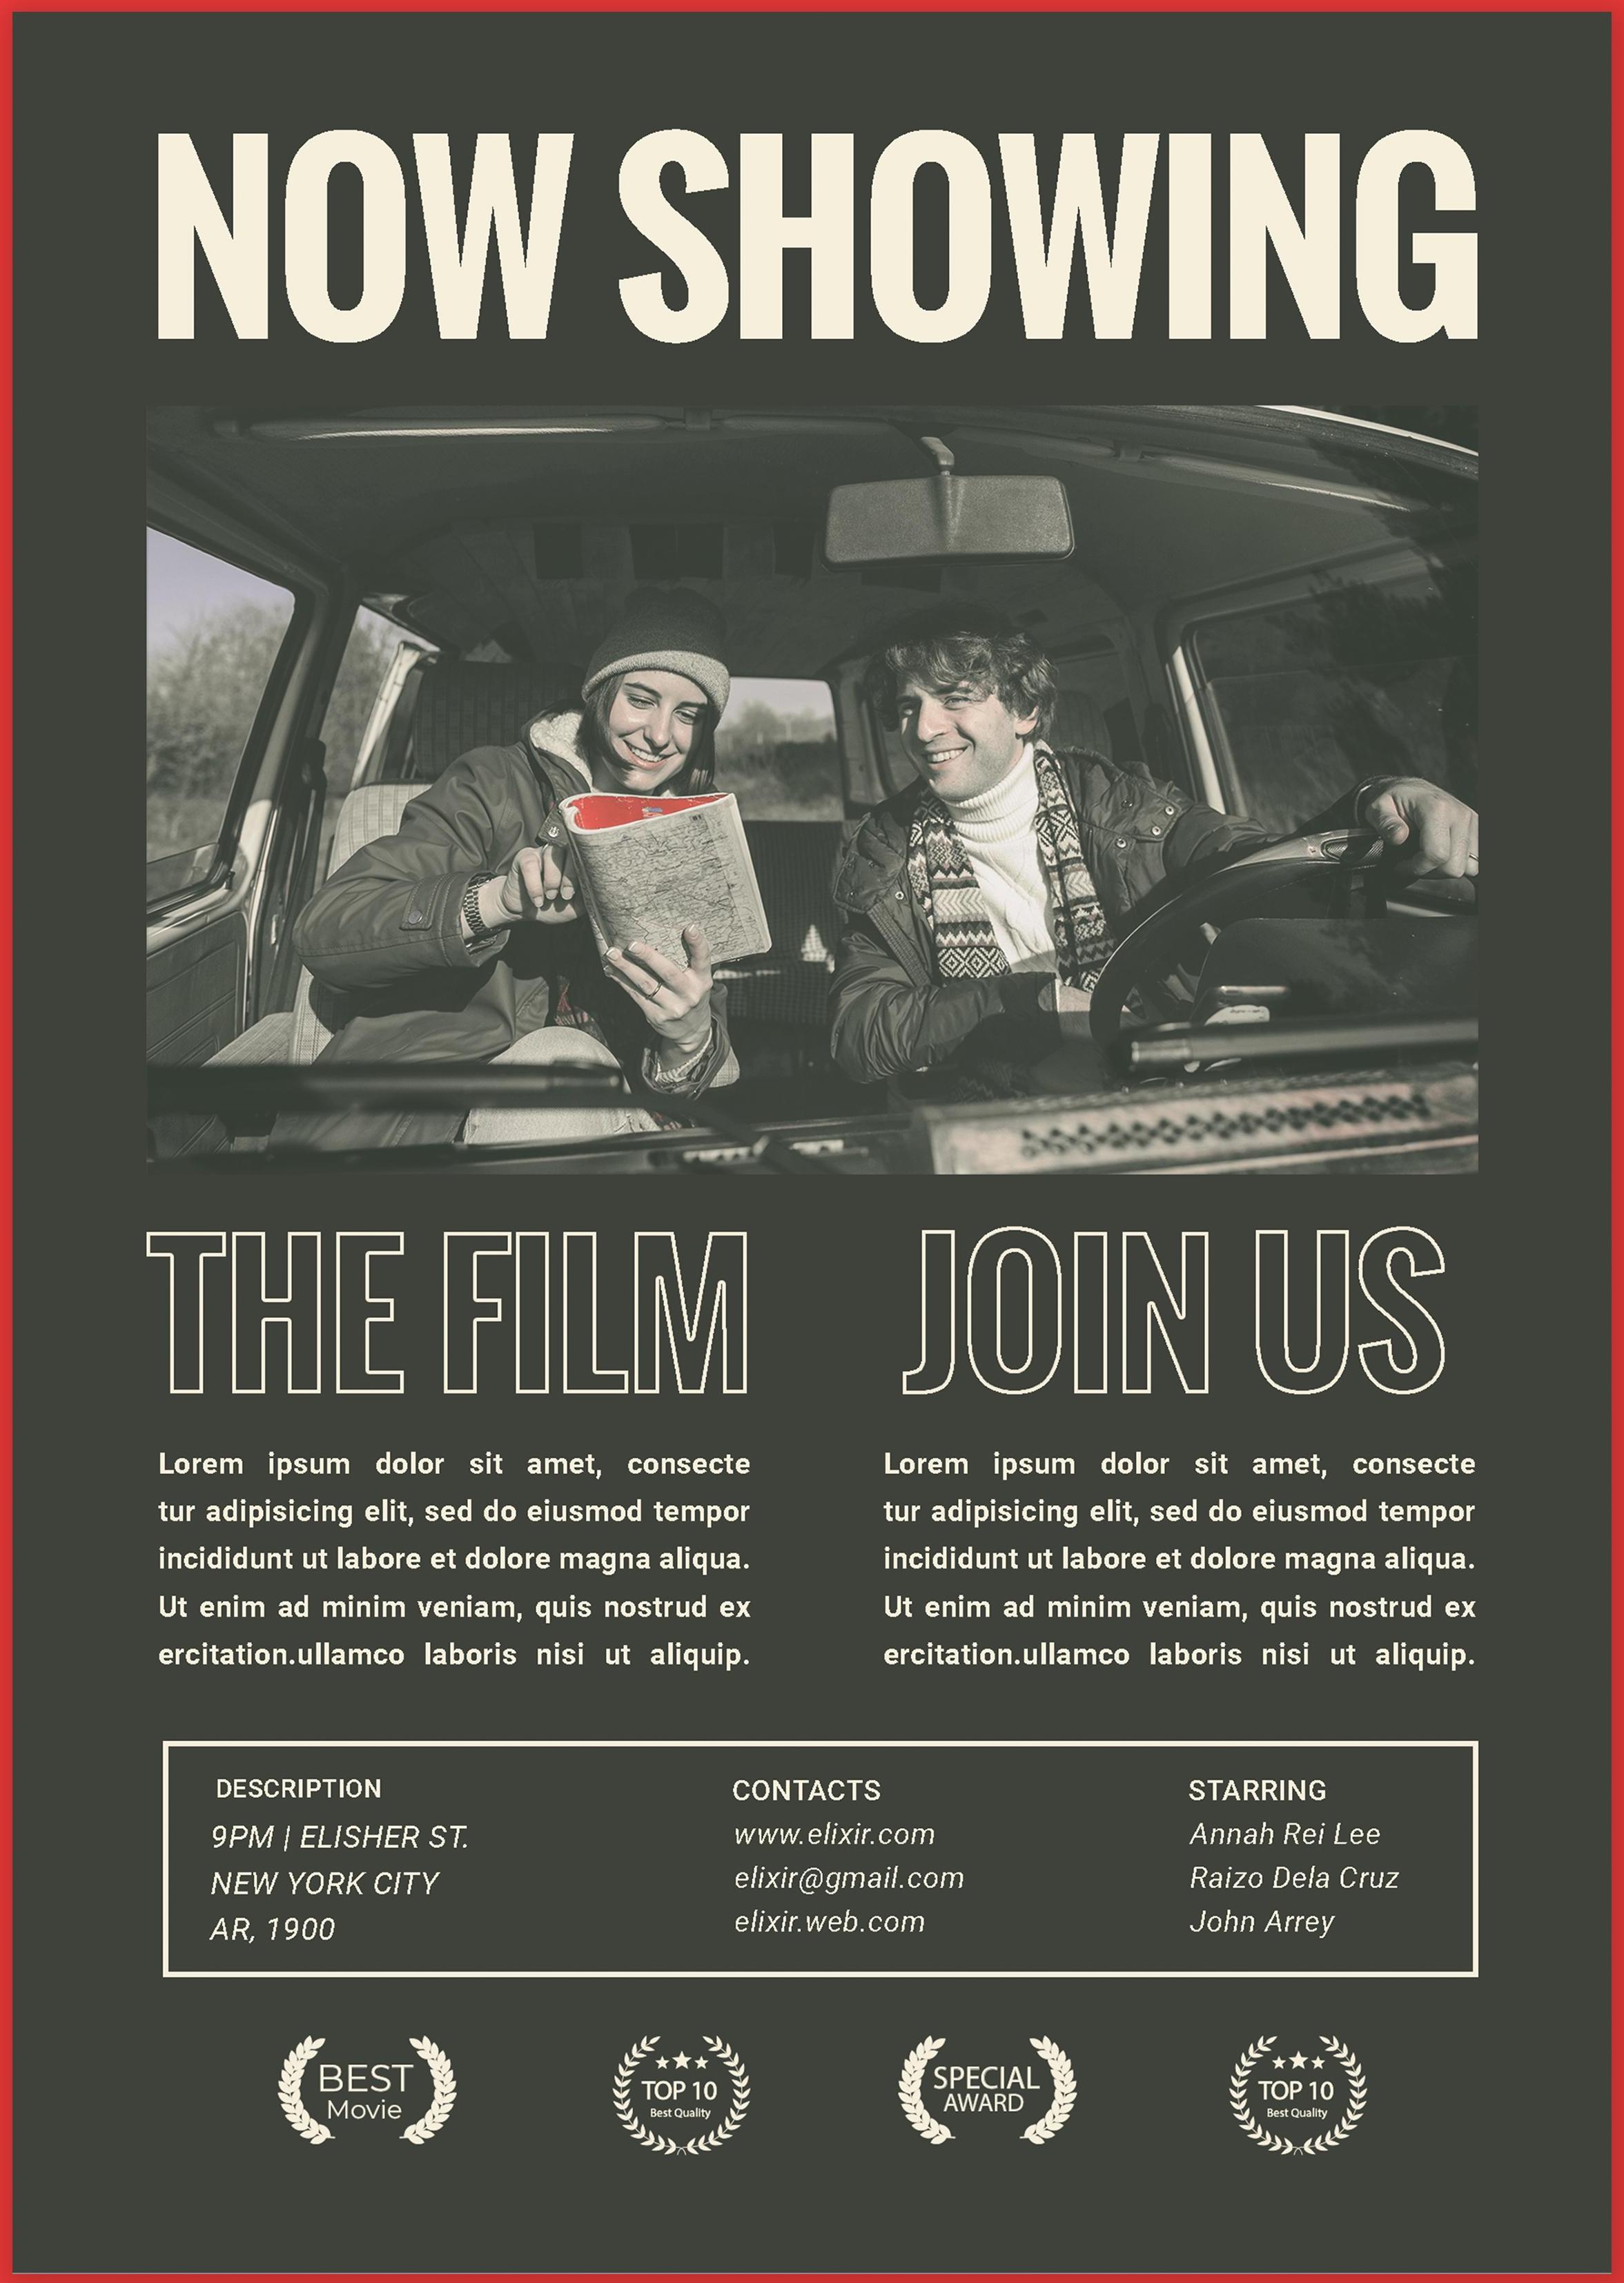 NOW SHOWING
THE FILM
Lorem ipsum dolor sit amet, consecte
tur adipisicing elit, sed do eiusmod tempor
incididunt ut labore et dolore magna aliqua.
Ut enim ad minim veniam, quis nostrud ex
ercitation.ullamco laboris nisi ut aliquip.
JOIN US
Lorem ipsum dolor sit amet, consecte
tur adipisicing elit, sed do eiusmod tempor
incididunt ut labore et dolore magna aliqua.
Ut enim ad minim veniam, quis nostrud ex
ercitation.ullamco laboris nisi ut aliquip.
DESCRIPTION
9PM | ELISHER ST.
NEW YORK CITY
AR, 1900
CONTACTS
www.elixir.com
elixir@gmail.com
elixir.web.com
STARRING
Annah Rei Lee
Raizo Dela Cruz
John Arrey
BEST
Movie
TOP 10
Best Quality
SPECIAL
AWARD
TOP 10
Best Quality